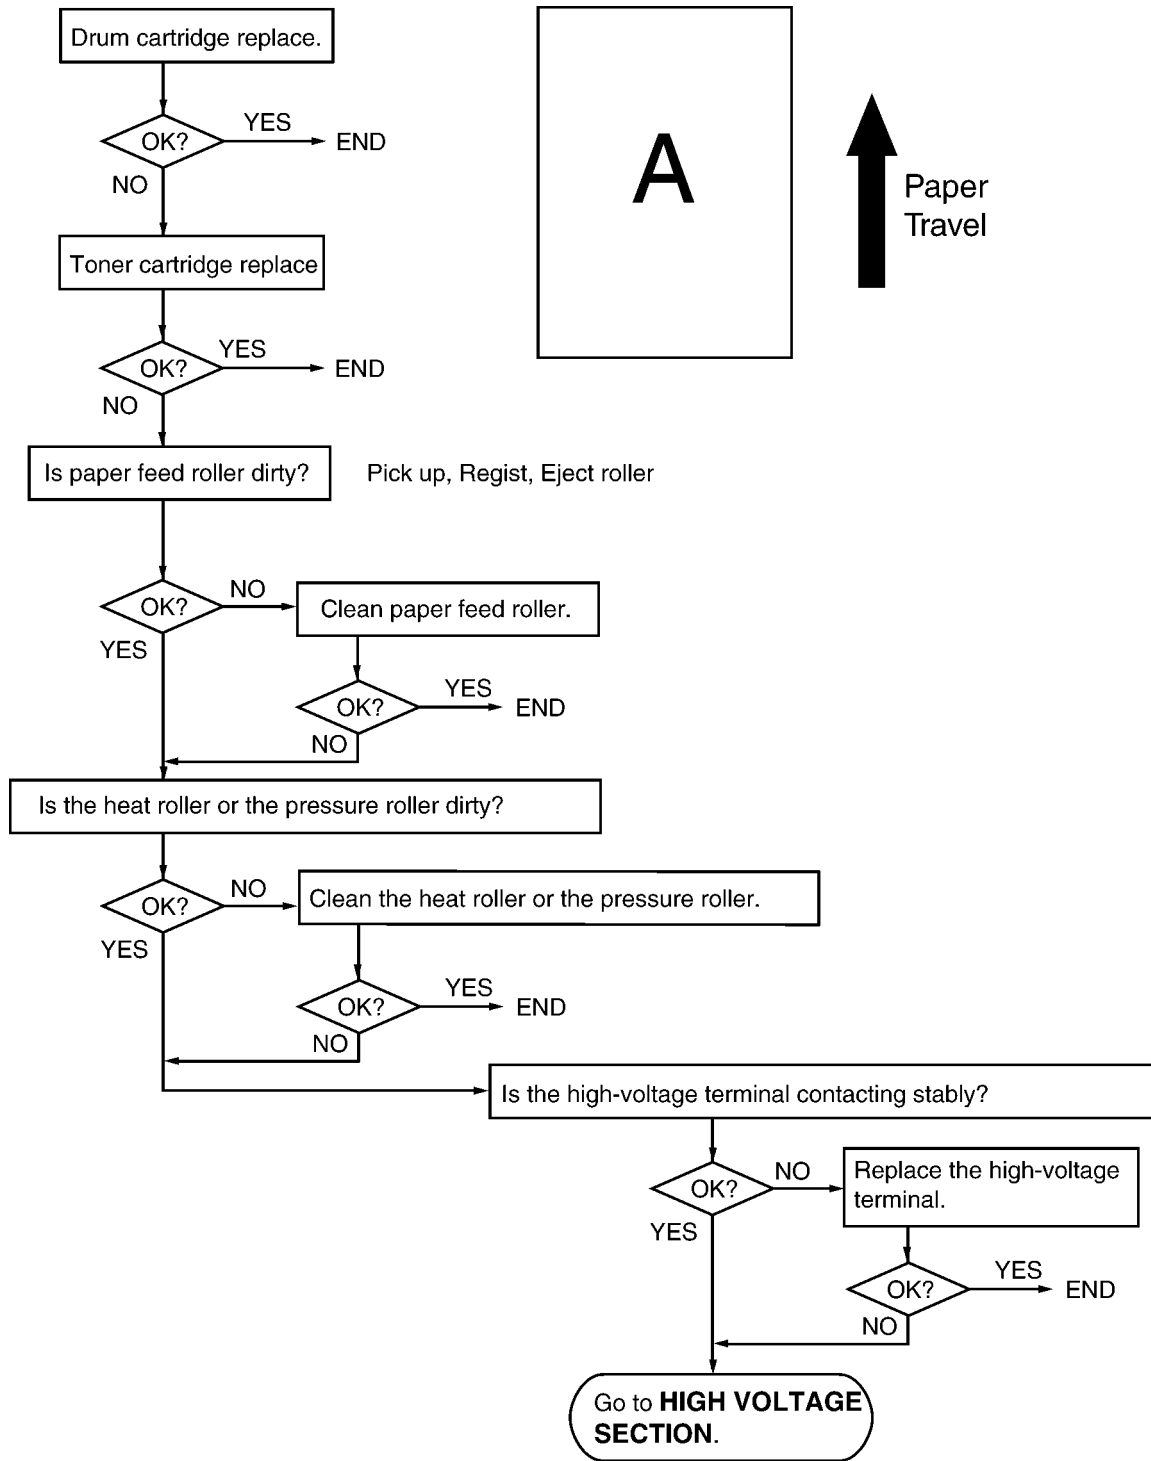 Drum cartridge replace.
OK?
YES
END
NO
A
Paper
Travel
Toner cartridge replace
OK?
YES
END
NO
Is paper feed roller dirty?
Pick up, Regist, Eject roller
OK?
NO
Clean paper feed roller.
YES
OK?
YES
END
NO
Is the heat roller or the pressure roller dirty?
OK?
NO
Clean the heat roller or the pressure roller.
YES
OK?
YES
END
NO
Is the high-voltage terminal contacting stably?
OK?
NO
Replace the high-voltage
terminal.
YES
OK?
YES
END
NO
Go to HIGH VOLTAGE
SECTION.